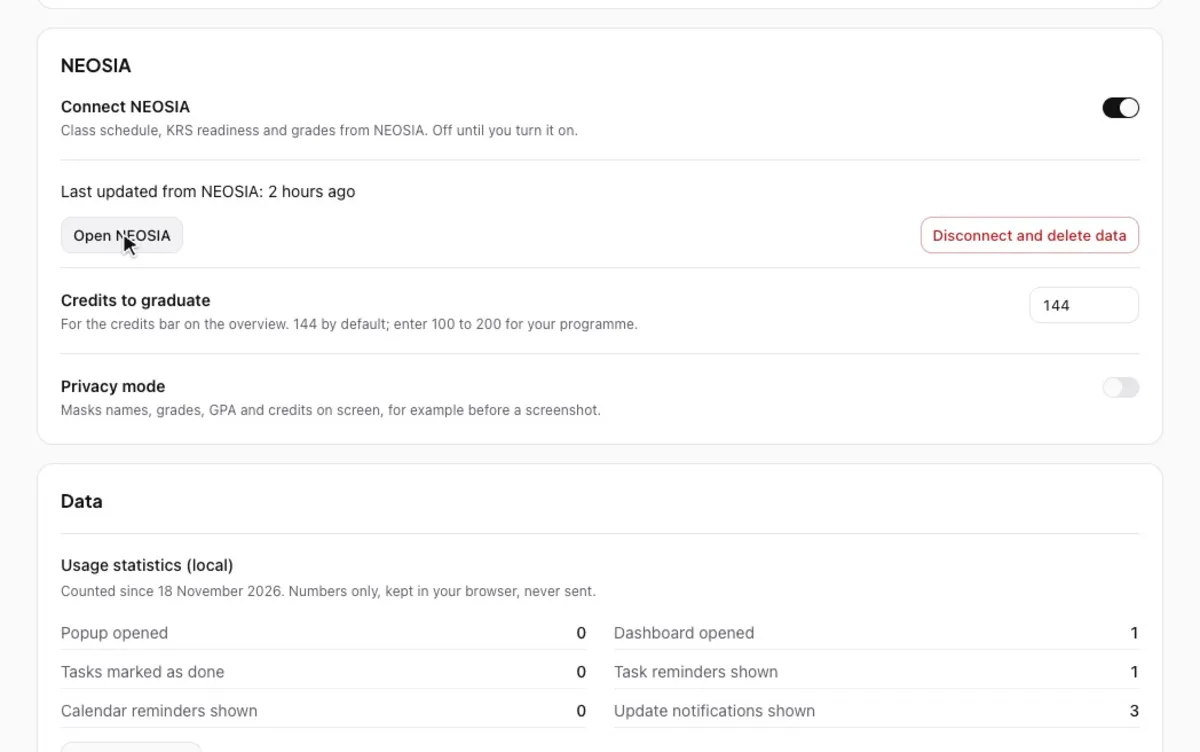 NEOSIA
Connect NEOSIA
Class schedule, KRS readiness and grades from NEOSIA. Off until you turn it on.
Last updated from NEOSIA: 2 hours ago
Open NEOSIA
Disconnect and delete data
Credits to graduate
For the credits bar on the overview. 144 by default; enter 100 to 200 for your programme.
144
Privacy mode
Masks names, grades, GPA and credits on screen, for example before a screenshot.
Data
Usage statistics (local)
Counted since 18 November 2026. Numbers only, kept in your browser, never sent.
Popup opened 0
Dashboard opened 1
Tasks marked as done 0
Task reminders shown 1
Calendar reminders shown 0
Update notifications shown 3